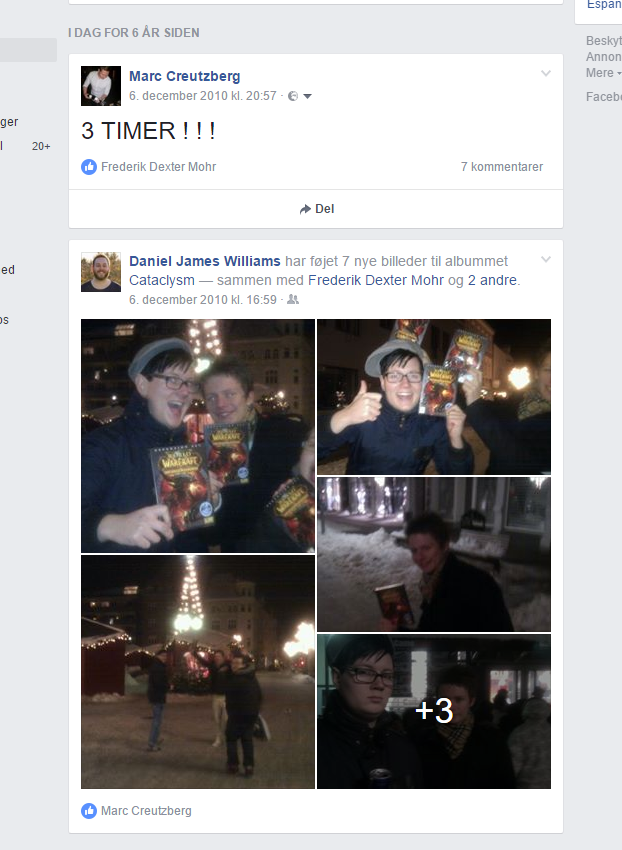 Espan
I DAG FOR 6 ÅR SIDEN
Beskyt
Annon
Mere
Facebo
ger
l 20+
ed
os
Marc Creutzberg
6. december 2010 kl. 20:57 ·
3 TIMER ! ! !
Frederik Dexter Mohr 7 kommentarer
Del
Daniel James Williams har føjet 7 nye billeder til albummet
Cataclysm — sammen med Frederik Dexter Mohr og 2 andre.
6. december 2010 kl. 16:59 ·
WARCRAFT
WARCRAFT
WARCRAFT
+3
Marc Creutzberg